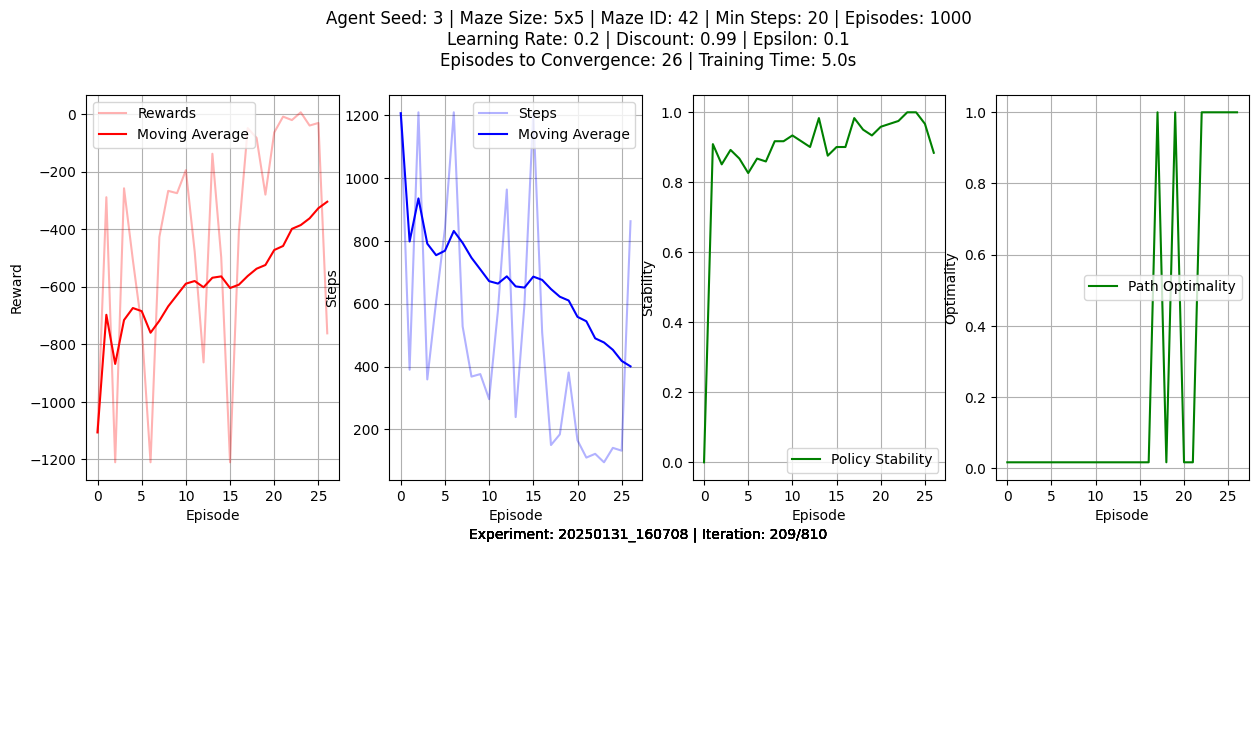 Agent Seed: 3 | Maze Size: 5x5 | Maze ID: 42 | Min Steps: 20 | Episodes: 1000
Learning Rate: 0.2 | Discount: 0.99 | Epsilon: 0.1
Episodes to Convergence: 26 | Training Time: 5.0s
Reward
0
−200
−400
−600
−800
−1000
−1200
Rewards
Moving Average
0 5 10 15 20 25
Episode
Steps
1200
1000
800
600
400
200
Steps
Moving Average
0 5 10 15 20 25
Episode
Stability
1.0
0.8
0.6
0.4
0.2
0.0
Policy Stability
0 5 10 15 20 25
Episode
Optimality
1.0
0.8
0.6
0.4
0.2
0.0
Path Optimality
0 5 10 15 20 25
Episode
Experiment: 20250131_160708 | Iteration: 209/810